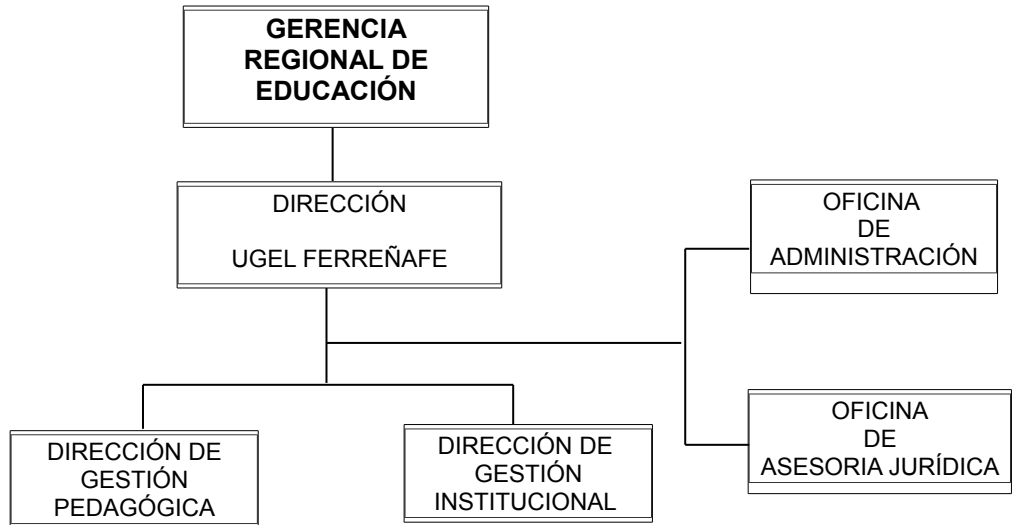 GERENCIA
REGIONAL DE
EDUCACIÓN
DIRECCIÓN
UGEL FERREÑAFE
OFICINA
DE
ADMINISTRACIÓN
OFICINA
DE
ASESORIA JURÍDICA
DIRECCIÓN DE
GESTIÓN
PEDAGÓGICA
DIRECCIÓN DE
GESTIÓN
INSTITUCIONAL